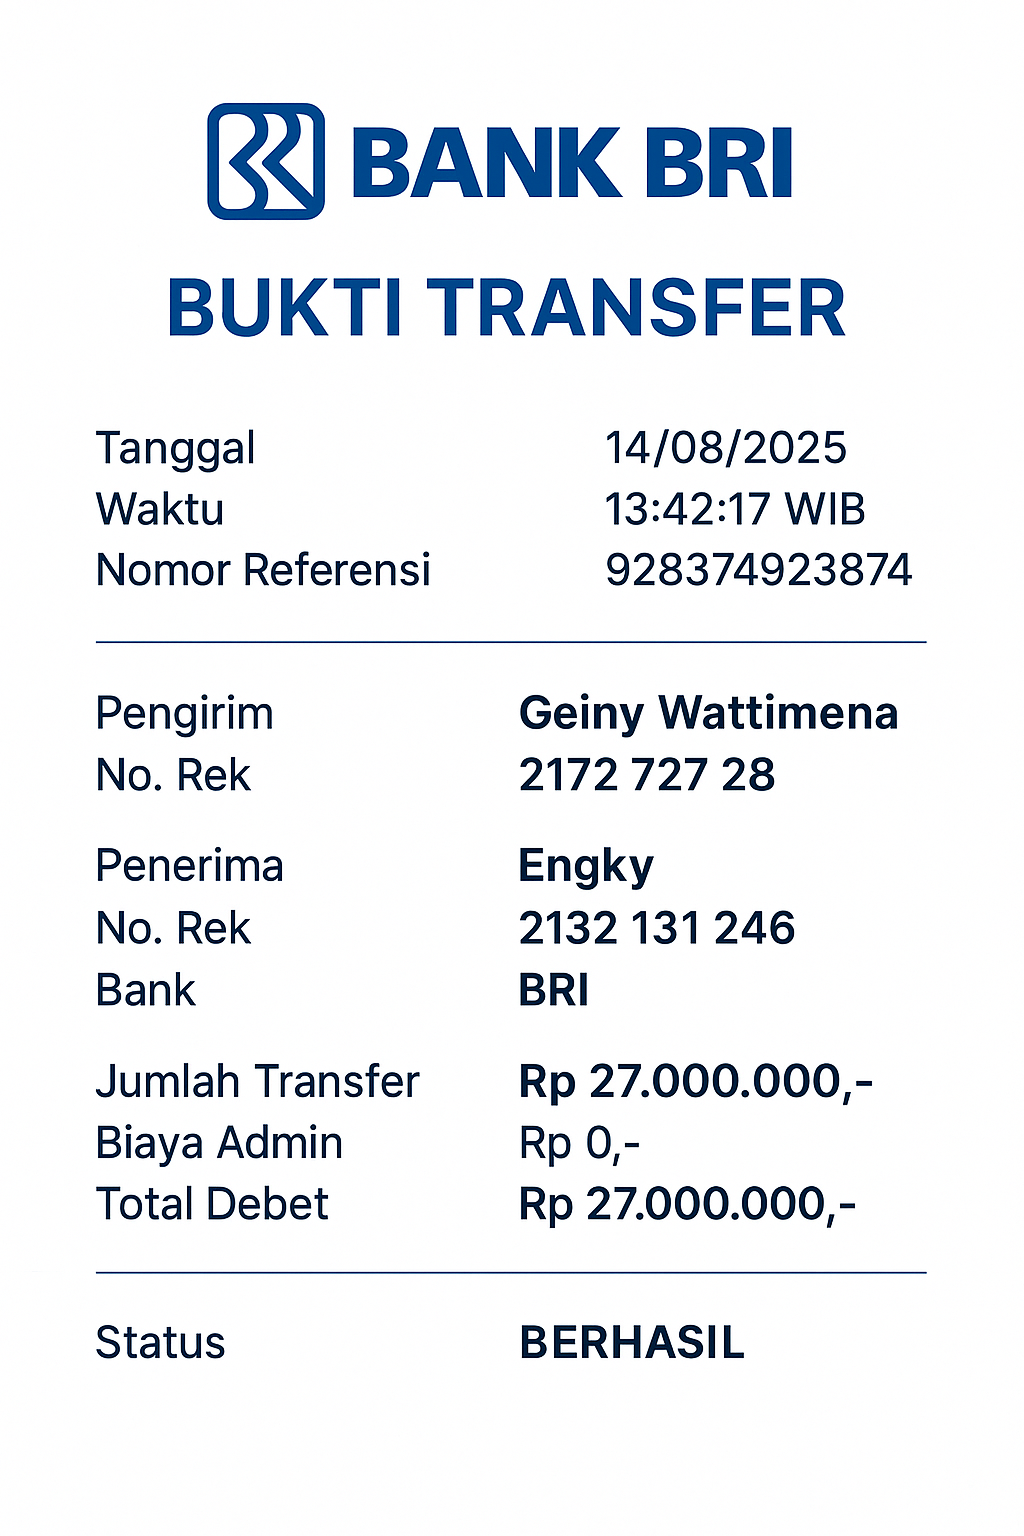 BANK BRI
BUKTI TRANSFER
Tanggal 14/08/2025
Waktu 13:42:17 WIB
Nomor Referensi 928374923874
Pengirim Geiny Wattimena
No. Rek 2172 727 28
Penerima Engky
No. Rek 2132 131 246
Bank BRI
Jumlah Transfer Rp 27.000.000,-
Biaya Admin Rp 0,-
Total Debet Rp 27.000.000,-
Status BERHASIL